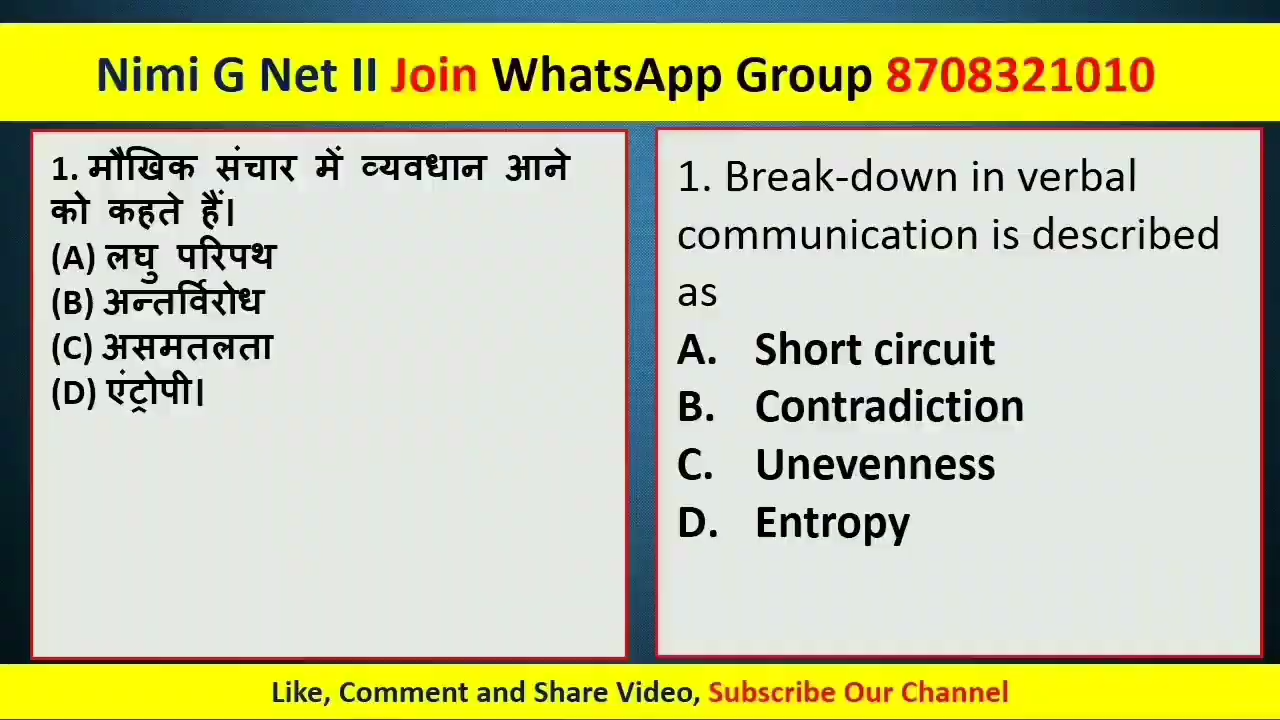 Nimi G Net II Join WhatsApp Group 8708321010
1. मौखिक संचार में व्यवधान आने
को कहते हैं।
(A) लघु परिपथ
(B) अन्तर्विरोध
(C) असमतलता
(D) एंट्रोपी।
1. Break-down in verbal
communication is described
as
A. Short circuit
B. Contradiction
C. Unevenness
D. Entropy
Like, Comment and Share Video, Subscribe Our Channel